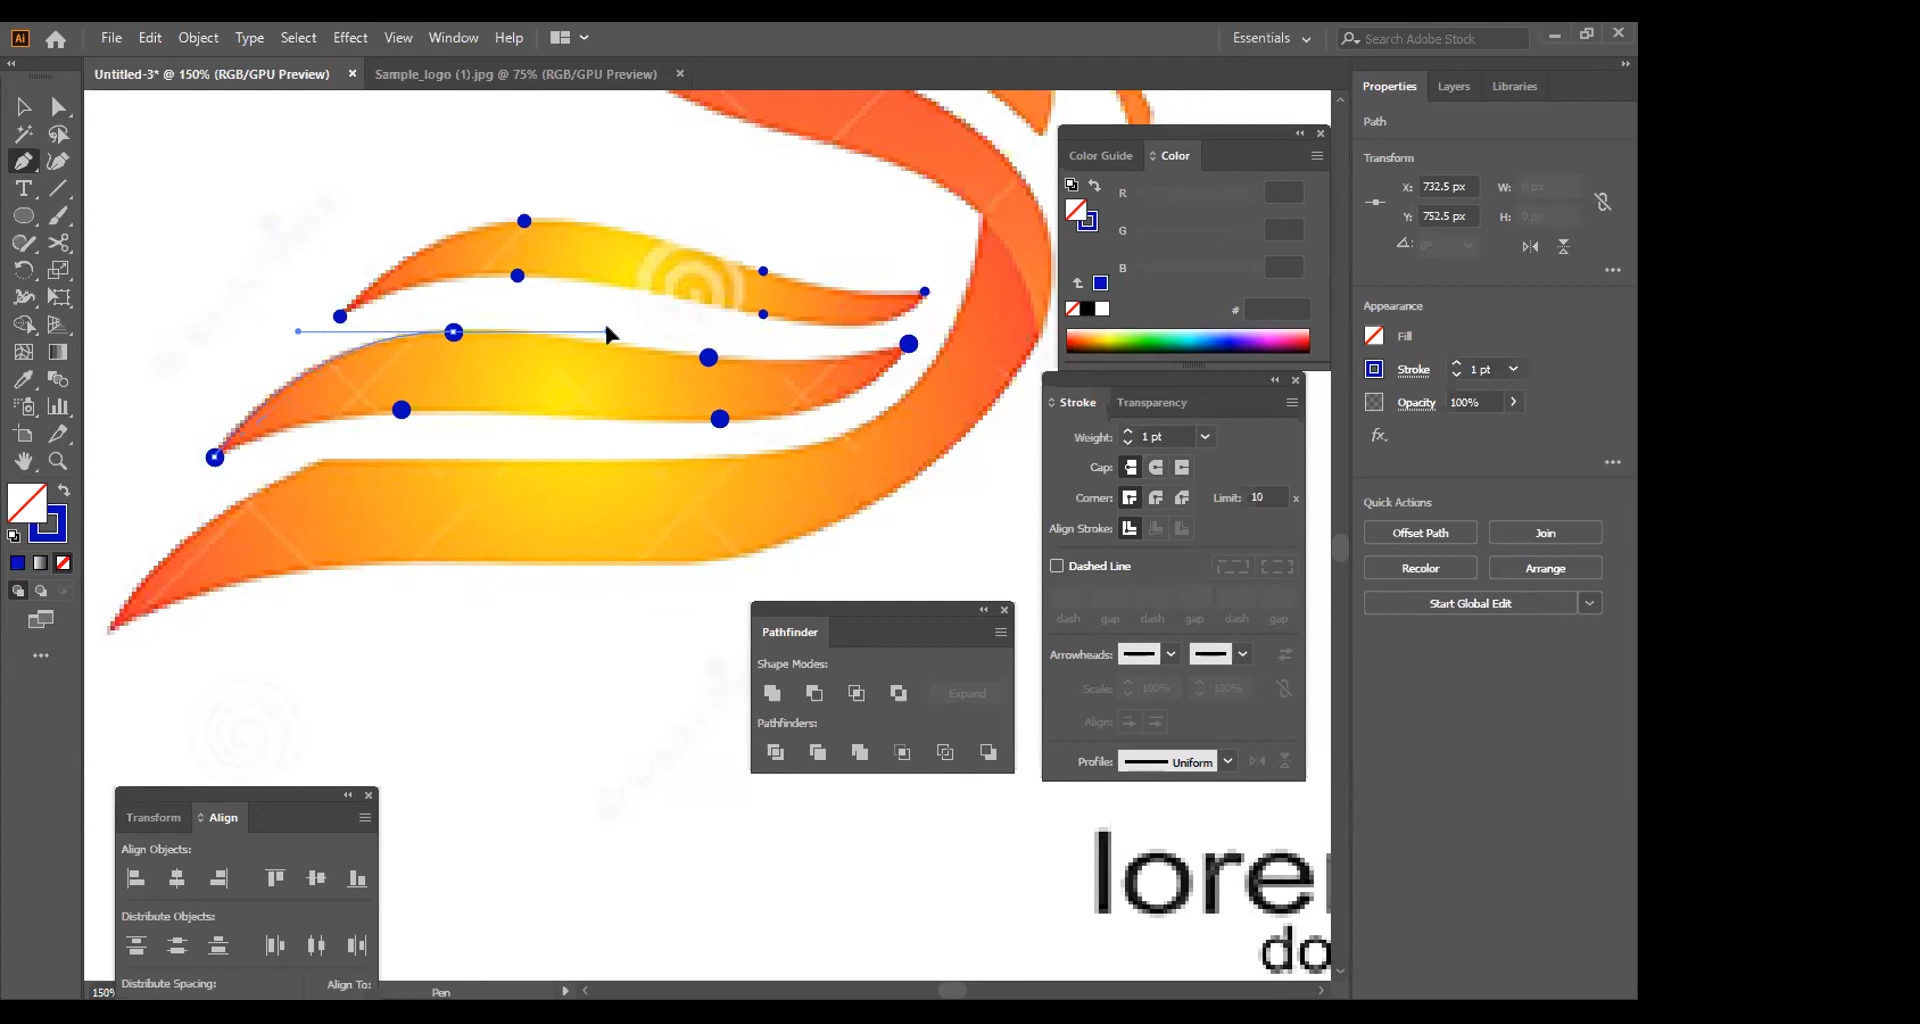 Ai
File Edit Object Type Select Effect View Window Help
Essentials
Search Adobe Stock
Untitled-3* @ 150% (RGB/GPU Preview)
Sample_logo (1).jpg @ 75% (RGB/GPU Preview)
Properties Layers Libraries
Path
Transform
X: 732.5 px W: 0 px
Y: 752.5 px H: 0 px
0°
Appearance
Fill
Stroke 1 pt
Opacity 100%
fx.
Quick Actions
Offset Path Join
Recolor Arrange
Start Global Edit
Color Guide Color
R
G
B
#
Stroke Transparency
Weight: 1 pt
Cap:
Corner: Limit: 10 x
Align Stroke:
Dashed Line
dash gap dash gap dash gap
Arrowheads:
Scale: 100% 100%
Align:
Profile: Uniform
Pathfinder
Shape Modes:
Expand
Pathfinders:
Transform Align
Align Objects:
Distribute Objects:
Distribute Spacing: Align To:
lore
do
150%
Pen